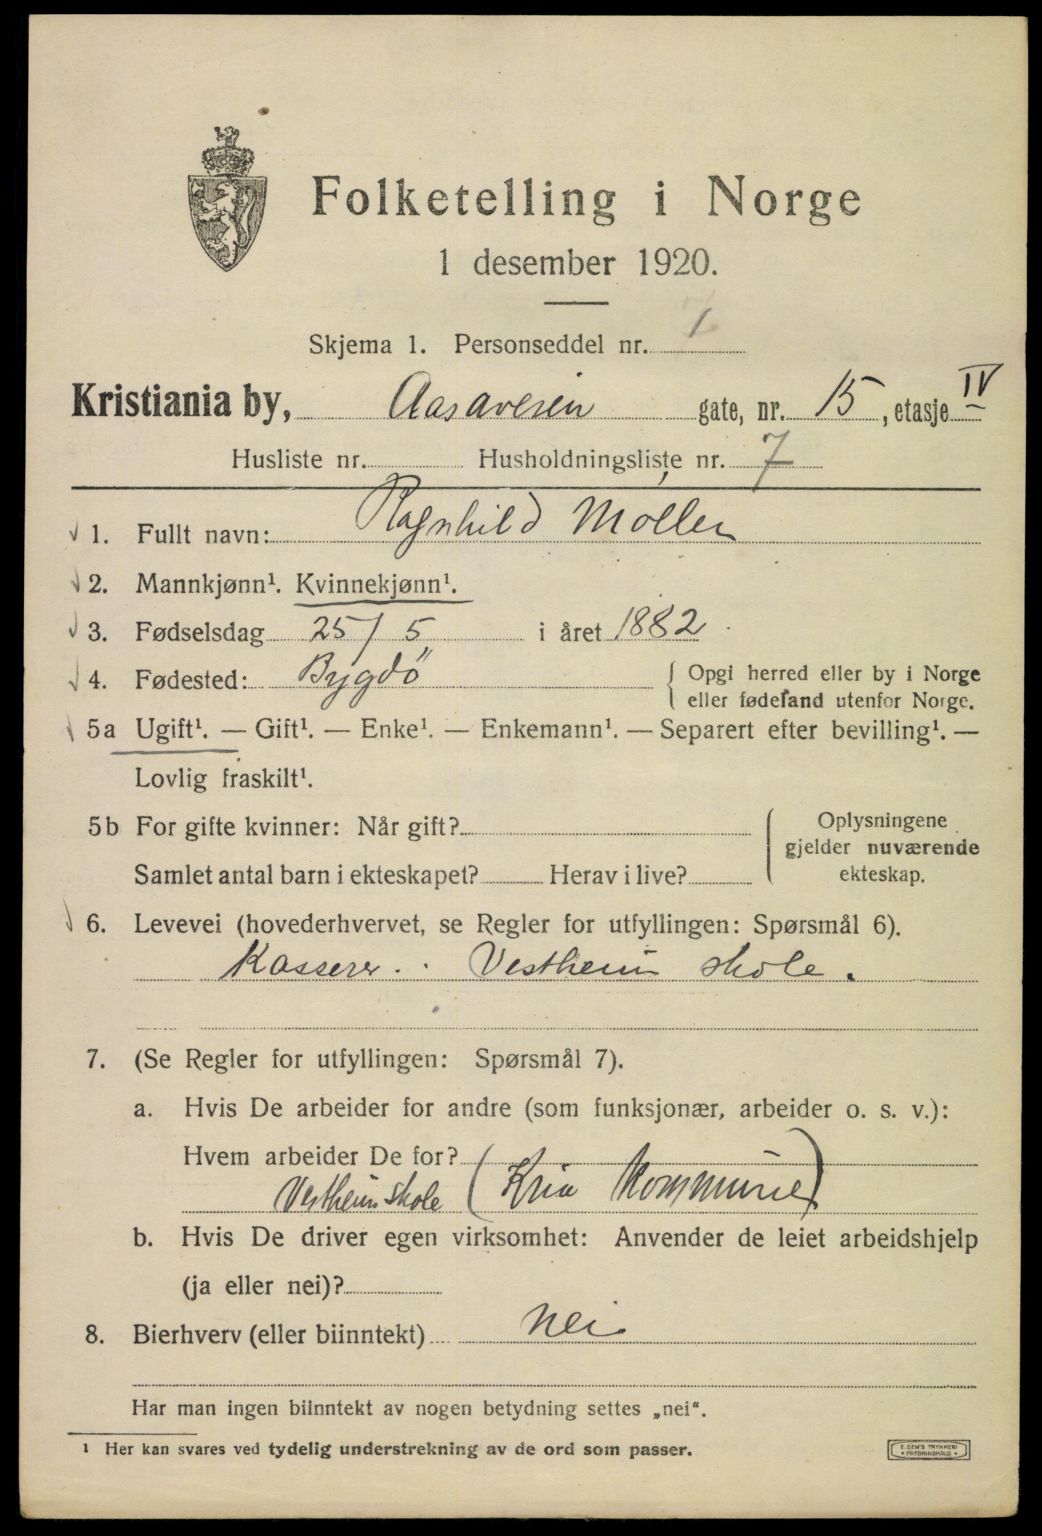 Folketelling i Norge
1 desember 1920.
Skjema 1. Personseddel nr. 1
Kristiania by, Aasaveien gate, nr. 15, etasje IV
Husliste nr. Husholdningsliste nr. 7
1. Fullt navn: Ragnhild Møller
2. Mannkjønn¹. Kvinnekjønn¹.
3. Fødselsdag 25/5 i året 1882
4. Fødested: Bygdö { Opgi herred eller by i Norge
eller fødeland utenfor Norge.
5a Ugift¹. — Gift¹. — Enke¹. — Enkemann¹. — Separert efter bevilling¹. —
Lovlig fraskilt¹.
5b For gifte kvinner: Når gift? Oplysningene
gjelder nuværende
Samlet antal barn i ekteskapet? Herav i live? ekteskap.
6. Levevei (hovederhvervet, se Regler for utfyllingen: Spørsmål 6).
Kasserer. Vestheim skole.
7. (Se Regler for utfyllingen: Spørsmål 7).
a. Hvis De arbeider for andre (som funksjonær, arbeider o. s. v.):
Hvem arbeider De for?
Vestheim skole (Kria Kommune)
b. Hvis De driver egen virksomhet: Anvender de leiet arbeidshjelp
(ja eller nei)?
8. Bierhverv (eller biinntekt) Nei
Har man ingen biinntekt av nogen betydning settes „nei“.
¹ Her kan svares ved tydelig understrekning av de ord som passer.
E. SEM'S TRYKKERI
• FREDRIKSHALD •